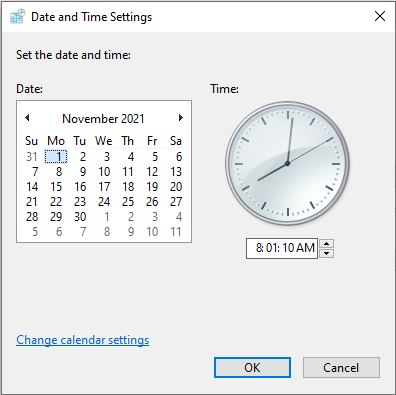 Date and Time Settings
Set the date and time:
Date:
Time:
November 2021
Su Mo Tu We Th Fr Sa
31 1 2 3 4 5 6
7 8 9 10 11 12 13
14 15 16 17 18 19 20
21 22 23 24 25 26 27
28 29 30 1 2 3 4
5 6 7 8 9 10 11
8:01:10 AM
Change calendar settings
OK
Cancel